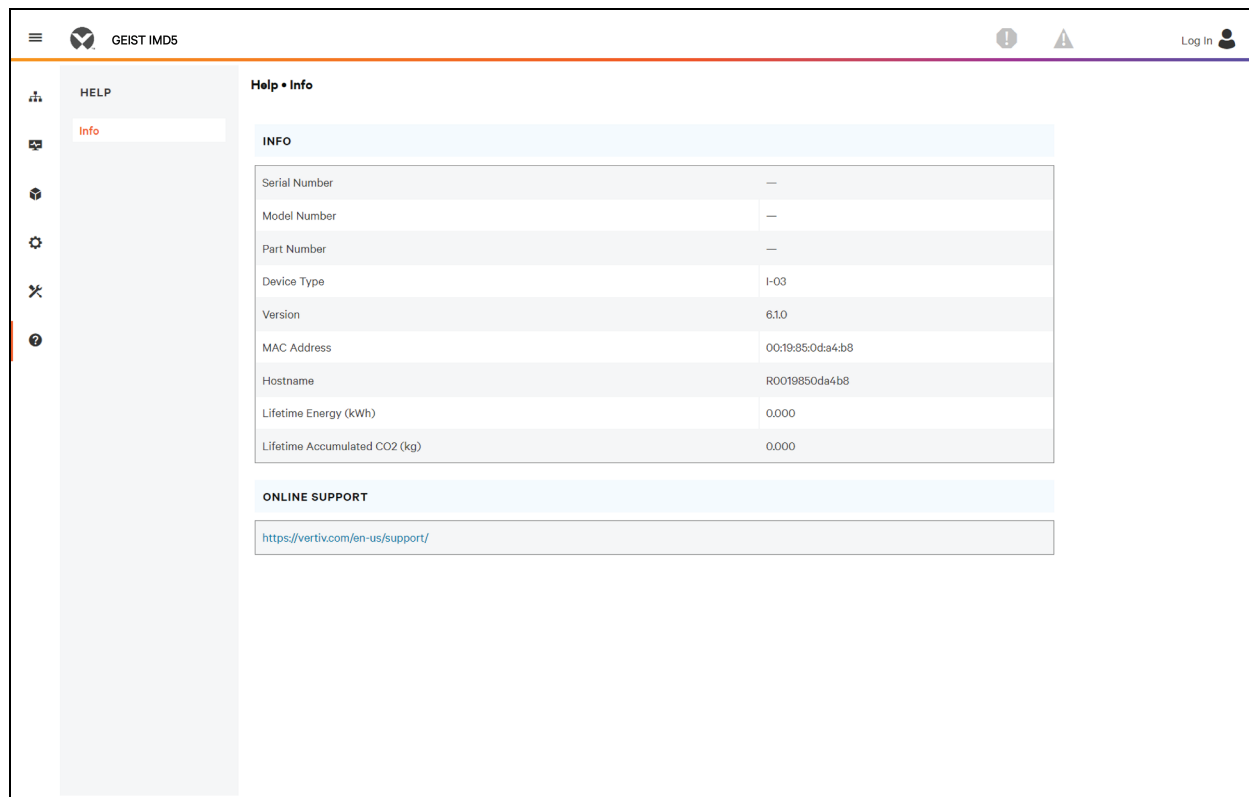 GEIST IMD5
Log In
HELP
Info
Help • Info
INFO
Serial Number —
Model Number —
Part Number —
Device Type I-03
Version 6.1.0
MAC Address 00:19:85:0d:a4:b8
Hostname R0019850da4b8
Lifetime Energy (kWh) 0.000
Lifetime Accumulated CO2 (kg) 0.000
ONLINE SUPPORT
https://vertiv.com/en-us/support/